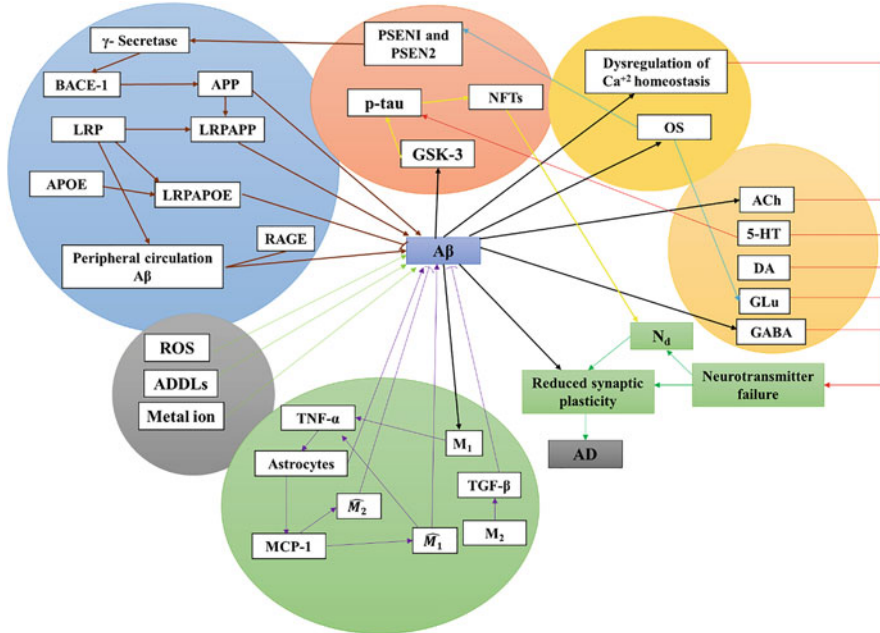 γ- Secretase
BACE-1
APP
LRP
LRPAPP
APOE
LRPAPOE
RAGE
Peripheral circulation
Aβ
PSENI and
PSEN2
p-tau
NFTs
GSK-3
Dysregulation of
Ca⁺² homeostasis
OS
ACh
5-HT
DA
GLu
GABA
Aβ
ROS
ADDLs
Metal ion
TNF-α
Astrocytes
M̂₂
MCP-1
M̂₁
M₁
TGF-β
M₂
N_d
Reduced synaptic
plasticity
Neurotransmitter
failure
AD